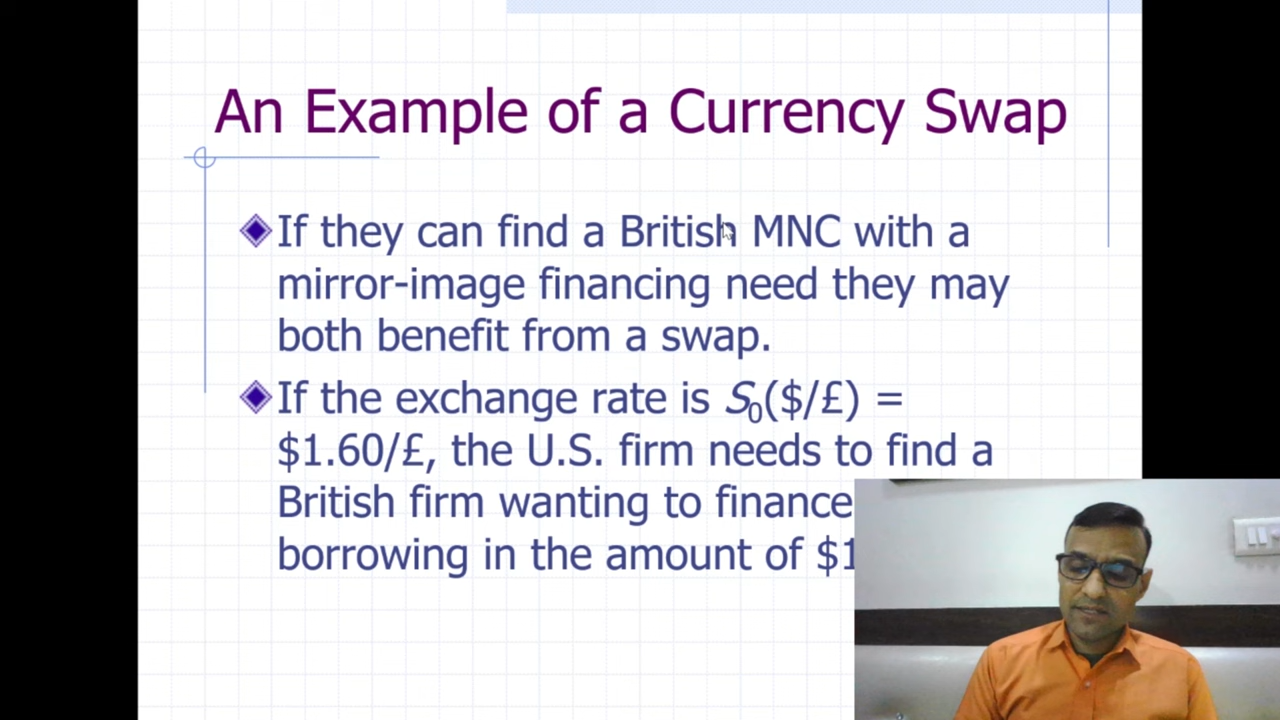 An Example of a Currency Swap
If they can find a British MNC with a
mirror-image financing need they may
both benefit from a swap.
If the exchange rate is S₀($/£) =
$1.60/£, the U.S. firm needs to find a
British firm wanting to finance
borrowing in the amount of $1